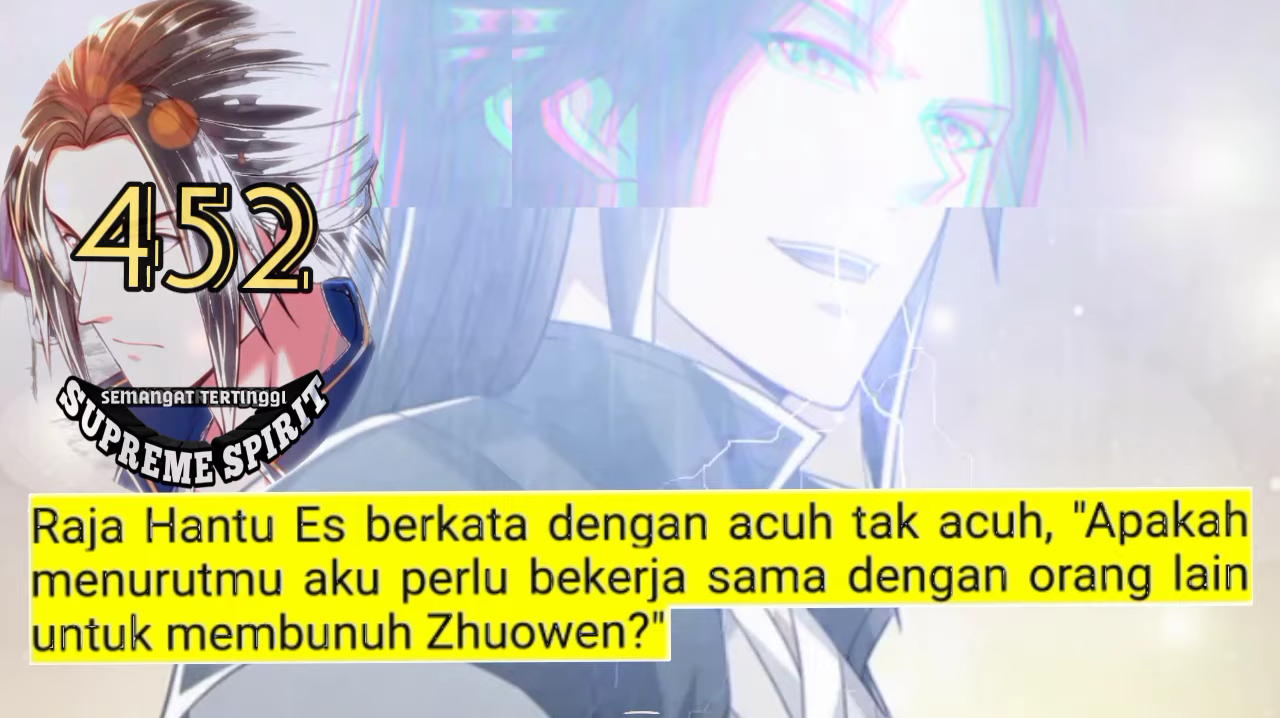 452
SEMANGAT TERTINGGI
SUPREME SPIRIT
Raja Hantu Es berkata dengan acuh tak acuh, "Apakah
menurutmu aku perlu bekerja sama dengan orang lain
untuk membunuh Zhuowen?"